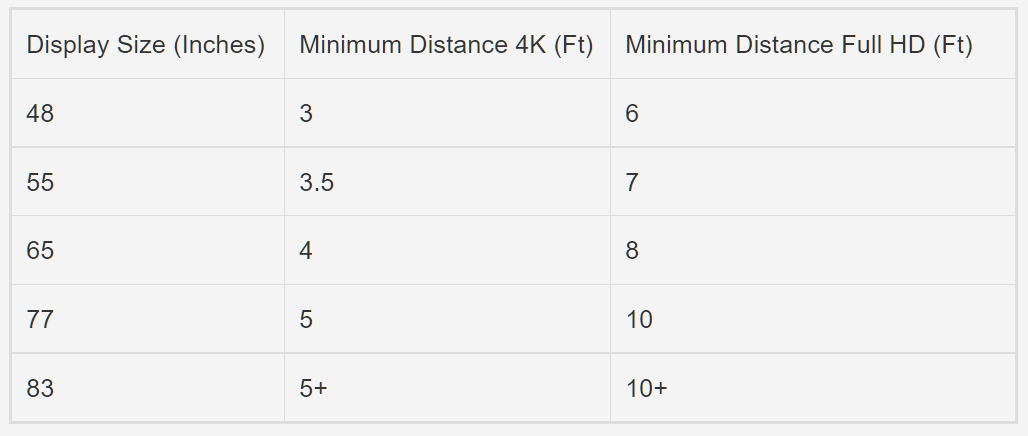 Display Size (Inches) Minimum Distance 4K (Ft) Minimum Distance Full HD (Ft)
48 3 6
55 3.5 7
65 4 8
77 5 10
83 5+ 10+